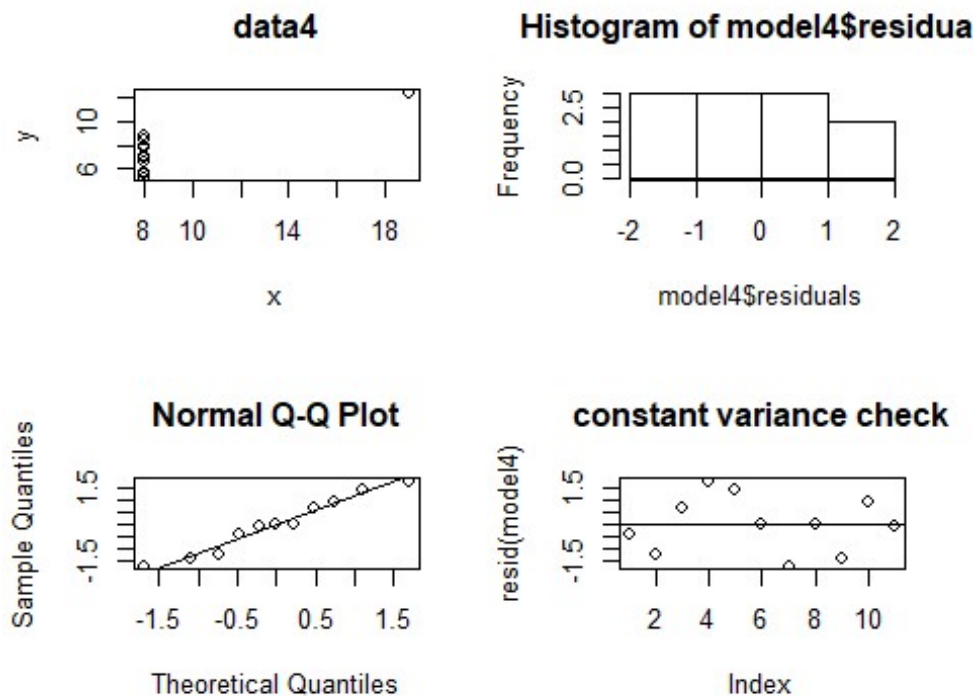 data4
y
6 10
8 10 14 18
x
Histogram of model4$residua
Frequency
0.0 2.5
-2 -1 0 1 2
model4$residuals
Normal Q-Q Plot
Sample Quantiles
-1.5 1.5
-1.5 -0.5 0.5 1.5
Theoretical Quantiles
constant variance check
resid(model4)
-1.5 1.5
2 4 6 8 10
Index